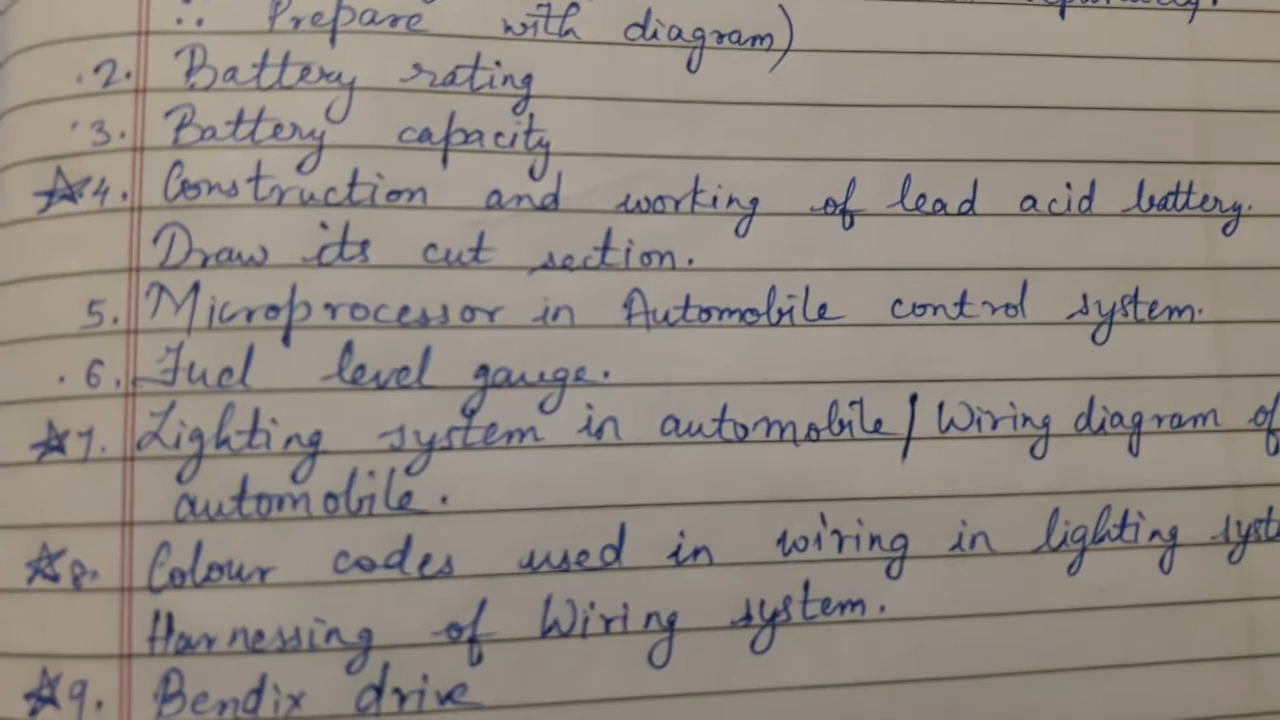 ∴ Prepare with diagram)
2. Battery rating
3. Battery capacity
☆4. Construction and working of lead acid battery.
Draw its cut section.
5. Microprocessor in Automobile control system.
6. Fuel level gauge.
☆7. Lighting system in automobile/Wiring diagram of
automobile.
☆8. Colour codes used in wiring in lighting syst
Harnessing of Wiring system.
☆9. Bendix drive